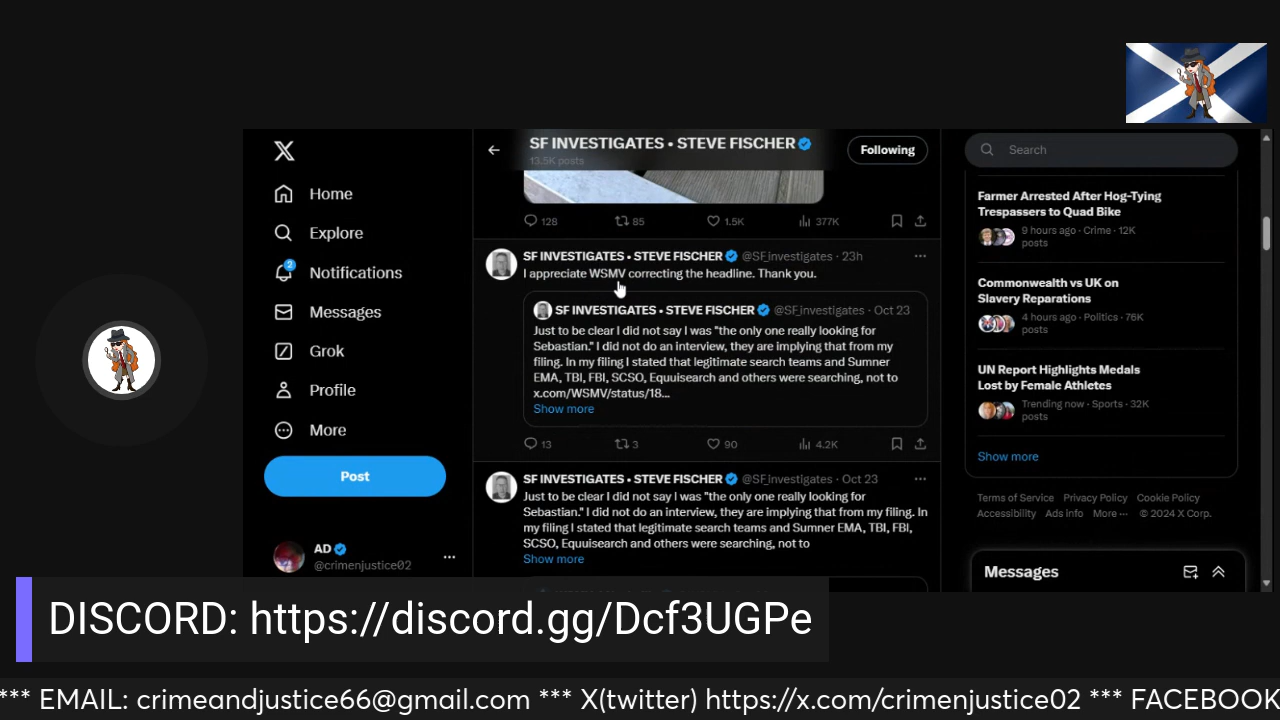 SF INVESTIGATES • STEVE FISCHER
13.5K posts
Following
Search
Home
Explore
2
Notifications
Messages
Grok
Profile
More
Post
AD
@crimenjustice02
128 85 1.5K 377K
SF INVESTIGATES • STEVE FISCHER @SF_investigates · 23h
I appreciate WSMV correcting the headline. Thank you.
SF INVESTIGATES • STEVE FISCHER @SF_investigates · Oct 23
Just to be clear I did not say I was "the only one really looking for
Sebastian." I did not do an interview, they are implying that from my
filing. In my filing I stated that legitimate search teams and Sumner
EMA, TBI, FBI, SCSO, Equuisearch and others were searching, not to
x.com/WSMV/status/18...
Show more
13 3 90 4.2K
SF INVESTIGATES • STEVE FISCHER @SF_investigates · Oct 23
Just to be clear I did not say I was "the only one really looking for
Sebastian." I did not do an interview, they are implying that from my filing. In
my filing I stated that legitimate search teams and Sumner EMA, TBI, FBI,
SCSO, Equuisearch and others were searching, not to
Show more
Farmer Arrested After Hog-Tying
Trespassers to Quad Bike
9 hours ago · Crime · 12K
posts
Commonwealth vs UK on
Slavery Reparations
4 hours ago · Politics · 76K
posts
UN Report Highlights Medals
Lost by Female Athletes
Trending now · Sports · 32K
posts
Show more
Terms of Service Privacy Policy Cookie Policy
Accessibility Ads info More ··· © 2024 X Corp.
Messages
DISCORD: https://discord.gg/Dcf3UGPe
*** EMAIL: crimeandjustice66@gmail.com *** X(twitter) https://x.com/crimenjustice02 *** FACEBOOK